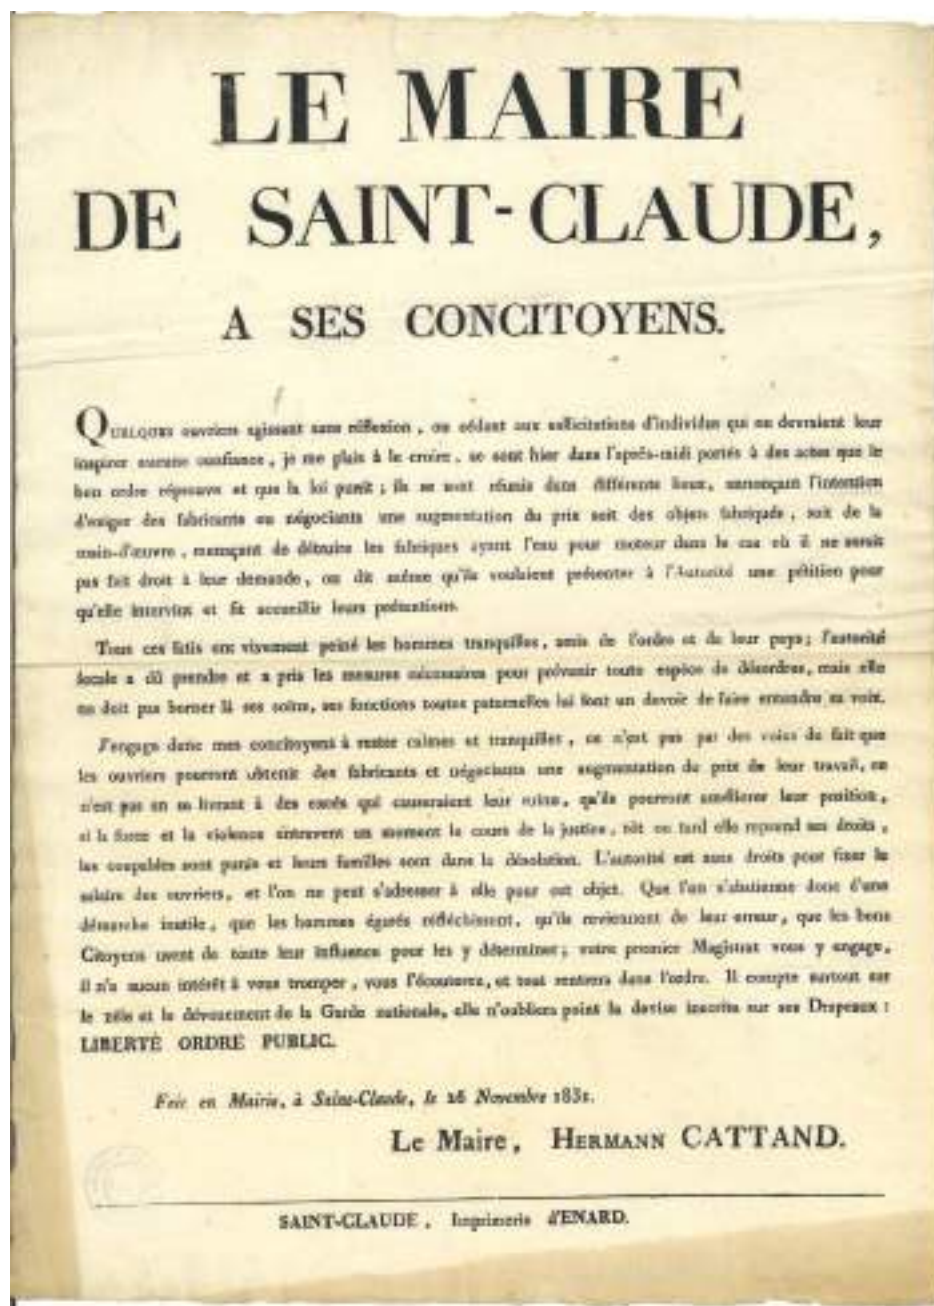 LE MAIRE
DE SAINT-CLAUDE,
A SES CONCITOYENS.
QUELQUES ouvriers agissant sans réflexion, ou cédant aux sollicitations d'individus qui ne devraient leur
inspirer aucune confiance, je me plais à le croire, se sont hier dans l'après-midi portés à des actes que le
bon ordre réprouve et que la loi punit; ils se sont réunis dans différents lieux, annonçant l'intention
d'exiger des fabricants ou négociants une augmentation du prix soit des objets fabriqués, soit de la
main-d'œuvre, menaçant de détruire les fabriques ayant l'eau pour moteur dans le cas où il ne serait
pas fait droit à leur demande, on dit même qu'ils voulaient présenter à l'Autorité une pétition pour
qu'elle intervint et fit accueillir leurs prétentions.
Tous ces faits ont vivement peiné les hommes tranquilles, amis de l'ordre et de leur pays; l'autorité
locale a dû prendre et a pris les mesures nécessaires pour prévenir toute espèce de désordres, mais elle
ne doit pas borner là ses soins, ses fonctions toutes paternelles lui font un devoir de faire entendre sa voix.
J'engage donc mes concitoyens à rester calmes et tranquilles, ce n'est pas par des voies de fait que
les ouvriers pourront obtenir des fabricants et négociants une augmentation du prix de leur travail, ce
n'est pas en se livrant à des excès qui causeraient leur ruine, qu'ils pourront améliorer leur position,
si la force et la violence entravent un moment le cours de la justice, tôt ou tard elle reprend ses droits,
les coupables sont punis et leurs familles sont dans la désolation. L'autorité est sans droits pour fixer le
salaire des ouvriers, et l'on ne peut s'adresser à elle pour cet objet. Que l'on s'abstienne donc d'une
démarche inutile, que les hommes égarés réfléchissent, qu'ils reviennent de leur erreur, que les bons
Citoyens usent de toute leur influence pour les y déterminer; votre premier Magistrat vous y engage,
il n'a aucun intérêt à vous tromper, vous l'écouterez, et tout rentrera dans l'ordre. Il compte surtout sur
le zèle et le dévouement de la Garde nationale, elle n'oubliera point la devise inscrite sur ses Drapeaux :
LIBERTÉ ORDRE PUBLIC.
Fait en Mairie, à Saint-Claude, le 26 Novembre 1831.
Le Maire, HERMANN CATTAND.
SAINT-CLAUDE, Imprimerie d'ENARD.